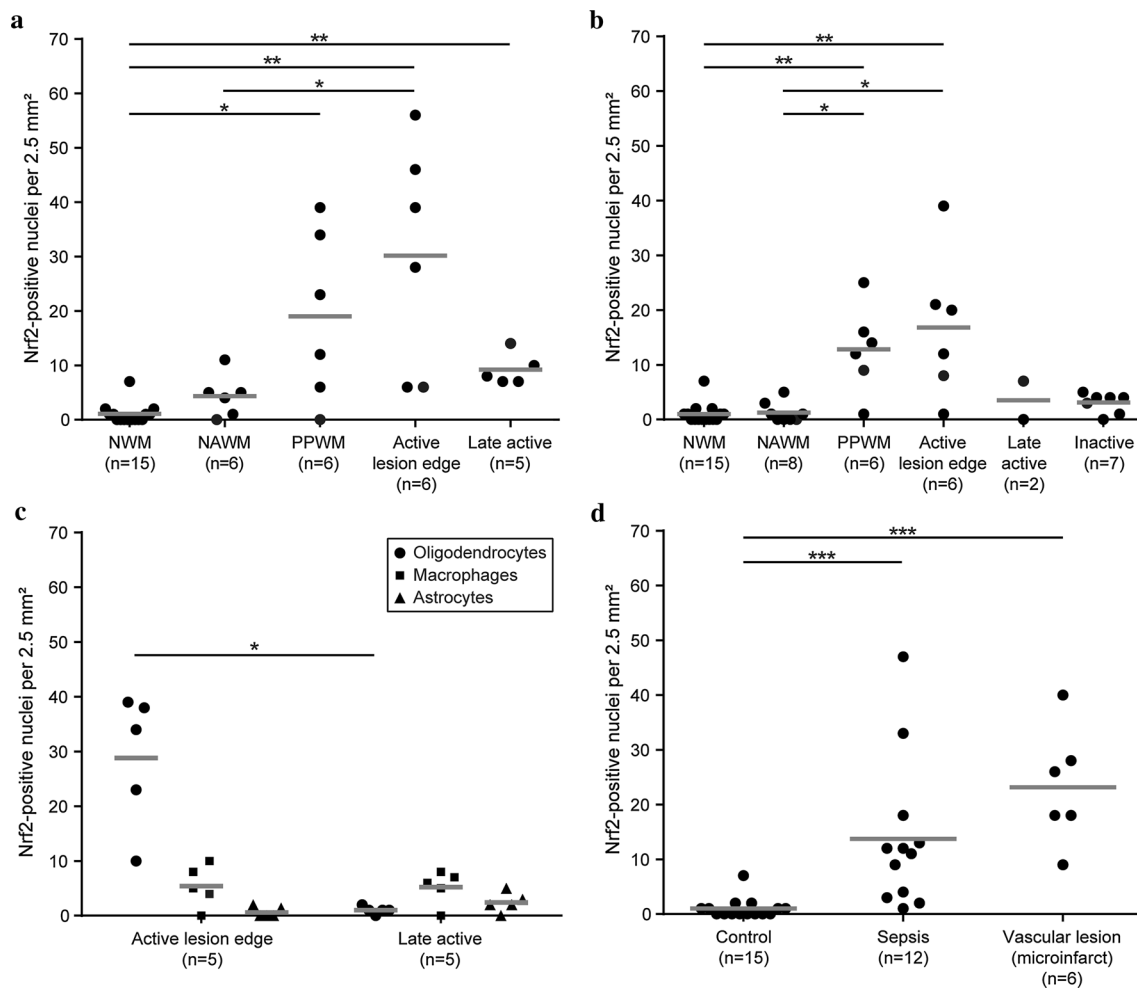 a
70
60
50
40
30
20
10
0
Nrf2-positive nuclei per 2.5 mm²
**
**
*
*
NWM NAWM PPWM Active Late active
(n=15) (n=6) (n=6) lesion edge (n=5)
(n=6)
b
70
60
50
40
30
20
10
0
Nrf2-positive nuclei per 2.5 mm²
**
**
*
*
NWM NAWM PPWM Active Late Inactive
(n=15) (n=8) (n=6) lesion edge active (n=7)
(n=6) (n=2)
c
70
60
50
40
30
20
10
0
Nrf2-positive nuclei per 2.5 mm²
Oligodendrocytes
Macrophages
Astrocytes
*
Active lesion edge Late active
(n=5) (n=5)
d
70
60
50
40
30
20
10
0
Nrf2-positive nuclei per 2.5 mm²
***
***
Control Sepsis Vascular lesion
(n=15) (n=12) (microinfarct)
(n=6)